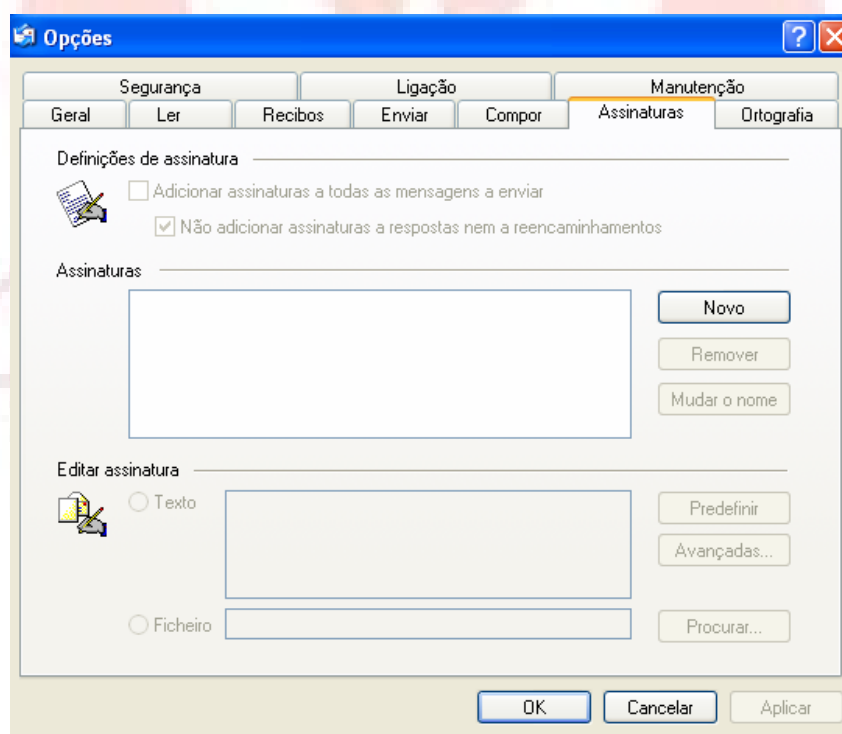 Opções
Segurança Ligação Manutenção
Geral Ler Recibos Enviar Compor Assinaturas Ortografia
Definições de assinatura
Adicionar assinaturas a todas as mensagens a enviar
Não adicionar assinaturas a respostas nem a reencaminhamentos
Assinaturas
Novo
Remover
Mudar o nome
Editar assinatura
Texto
Predefinir
Avançadas...
Ficheiro
Procurar...
OK Cancelar Aplicar